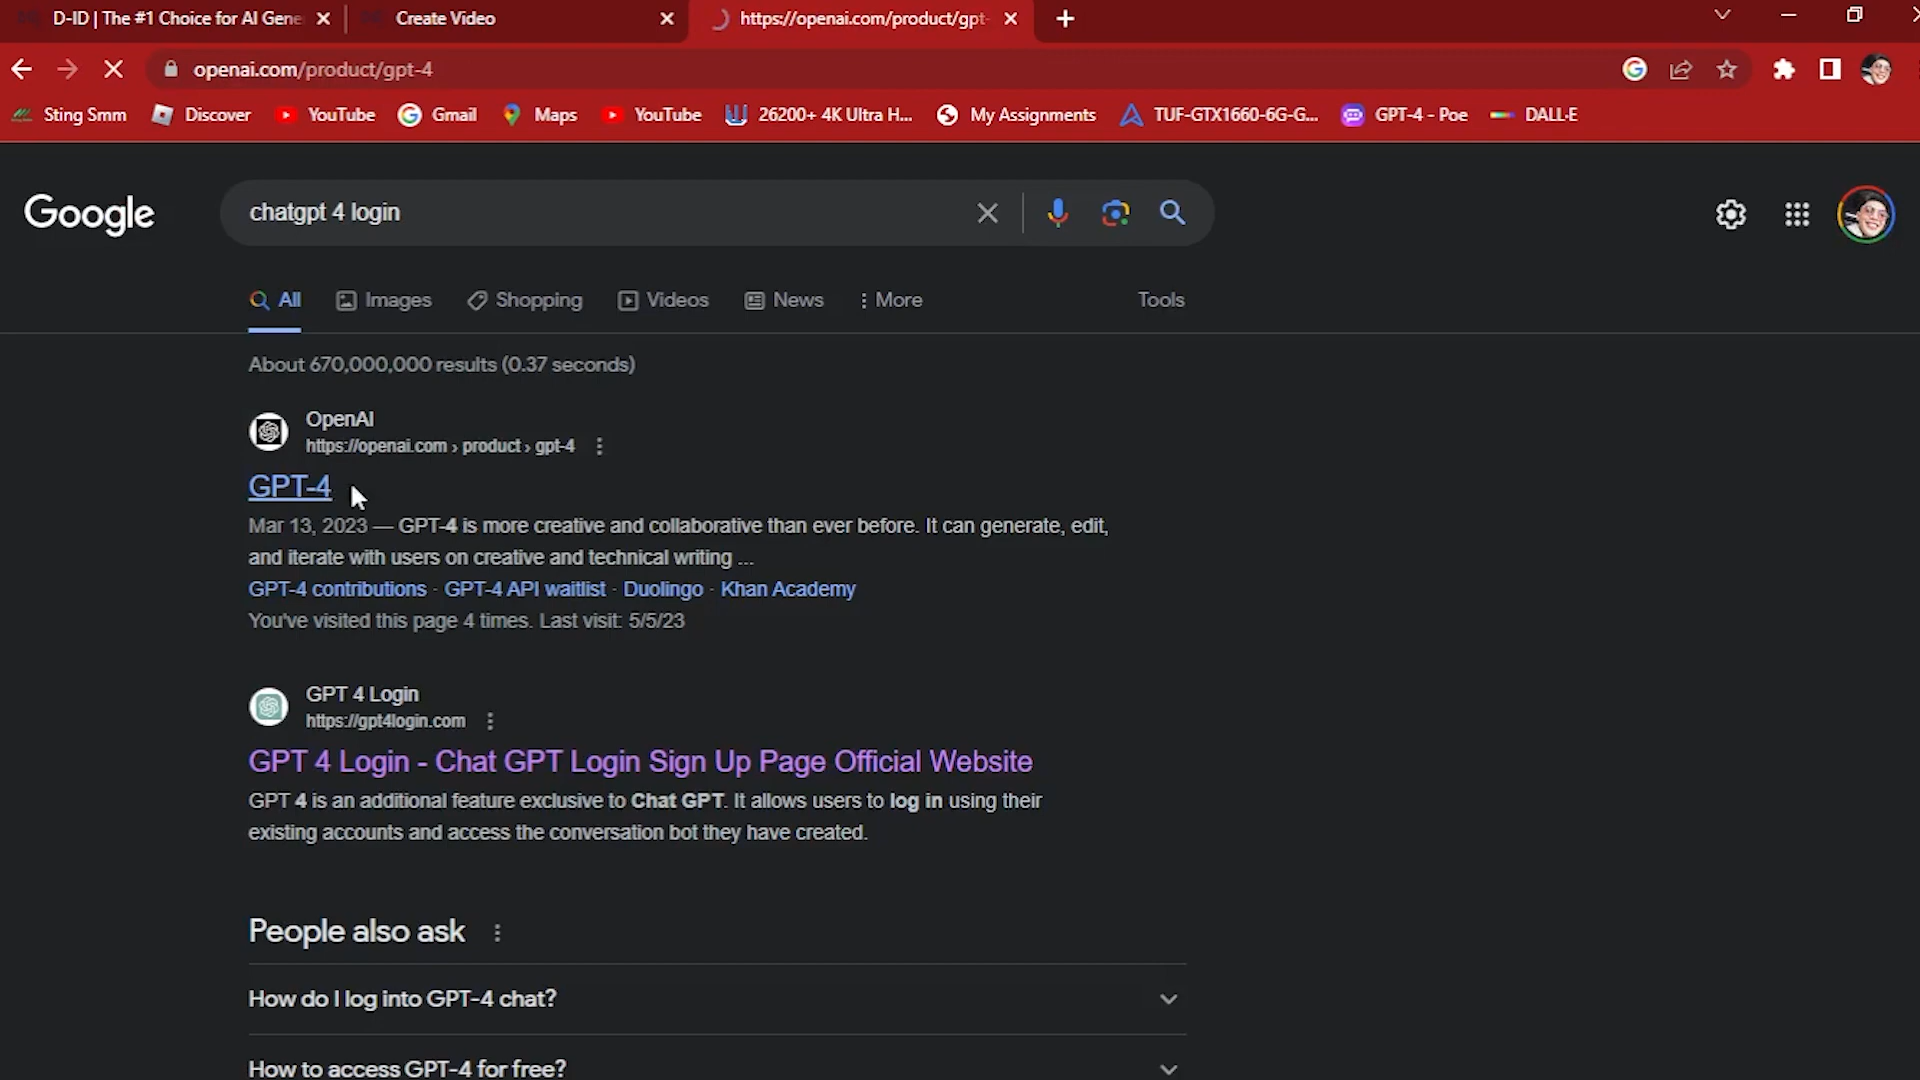 D-ID | The #1 Choice for AI Gene
Create Video
https://openai.com/product/gpt-
openai.com/product/gpt-4
Sting Smm
Discover
YouTube
Gmail
Maps
YouTube
26200+ 4K Ultra H...
My Assignments
TUF-GTX1660-6G-G...
GPT-4 - Poe
DALL·E
Google
chatgpt 4 login
All
Images
Shopping
Videos
News
More
Tools
About 670,000,000 results (0.37 seconds)
OpenAI
https://openai.com › product › gpt-4
GPT-4
Mar 13, 2023 — GPT-4 is more creative and collaborative than ever before. It can generate, edit,
and iterate with users on creative and technical writing ...
GPT-4 contributions · GPT-4 API waitlist · Duolingo · Khan Academy
You've visited this page 4 times. Last visit: 5/5/23
GPT 4 Login
https://gpt4login.com
GPT 4 Login - Chat GPT Login Sign Up Page Official Website
GPT 4 is an additional feature exclusive to Chat GPT. It allows users to log in using their
existing accounts and access the conversation bot they have created.
People also ask
How do I log into GPT-4 chat?
How to access GPT-4 for free?